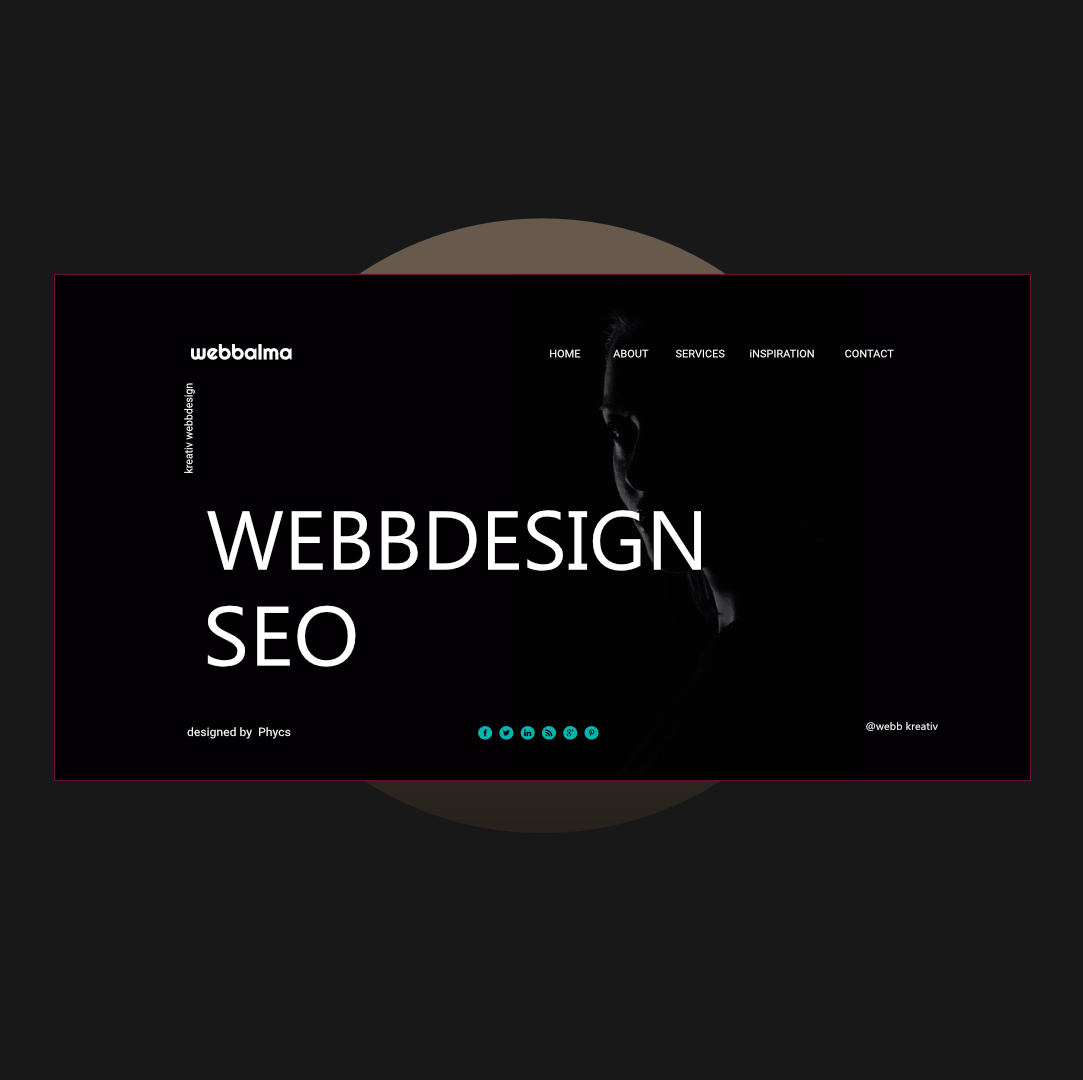 webbalma
HOME ABOUT SERVICES iNSPIRATION CONTACT
kreativ webbdesign
WEBBDESIGN
SEO
designed by Phycs
@webb kreativ